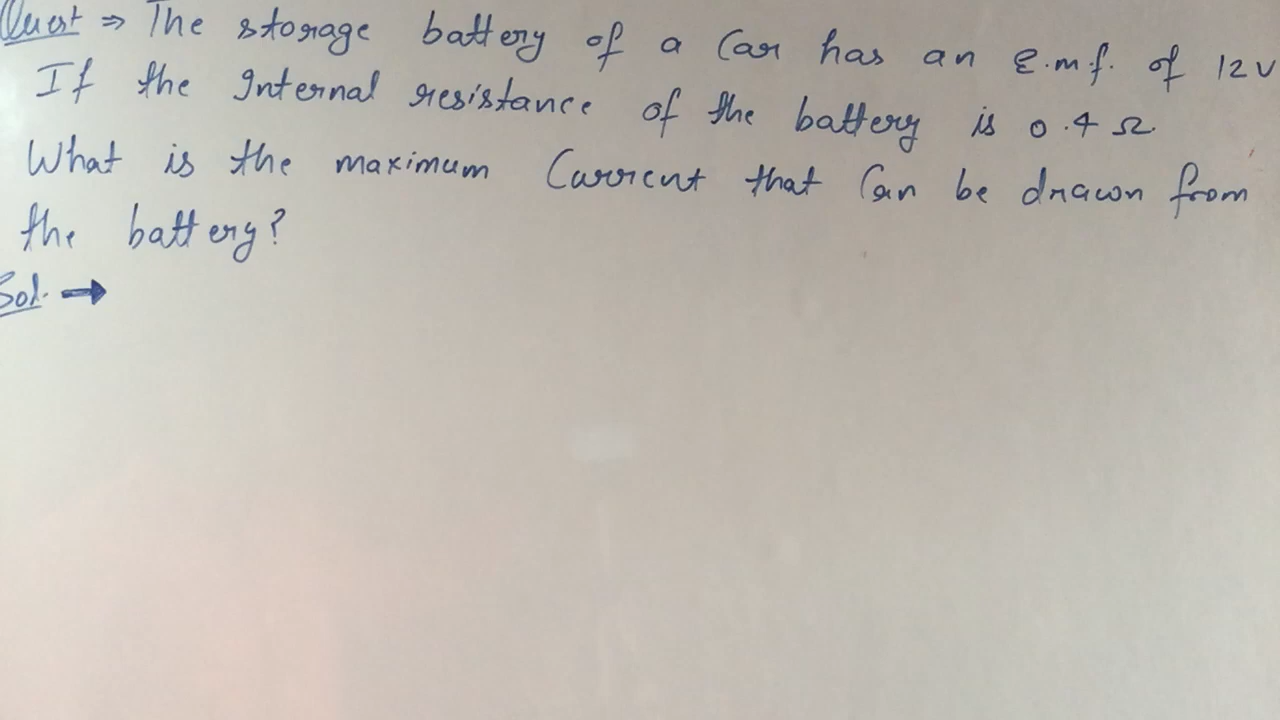 Quest ⇒ The storage battery of a Car has an E.m.f. of 12V
If the Internal resistance of the battery is 0.4 Ω.
What is the maximum Current that Can be drawn from
the battery?
Sol. →